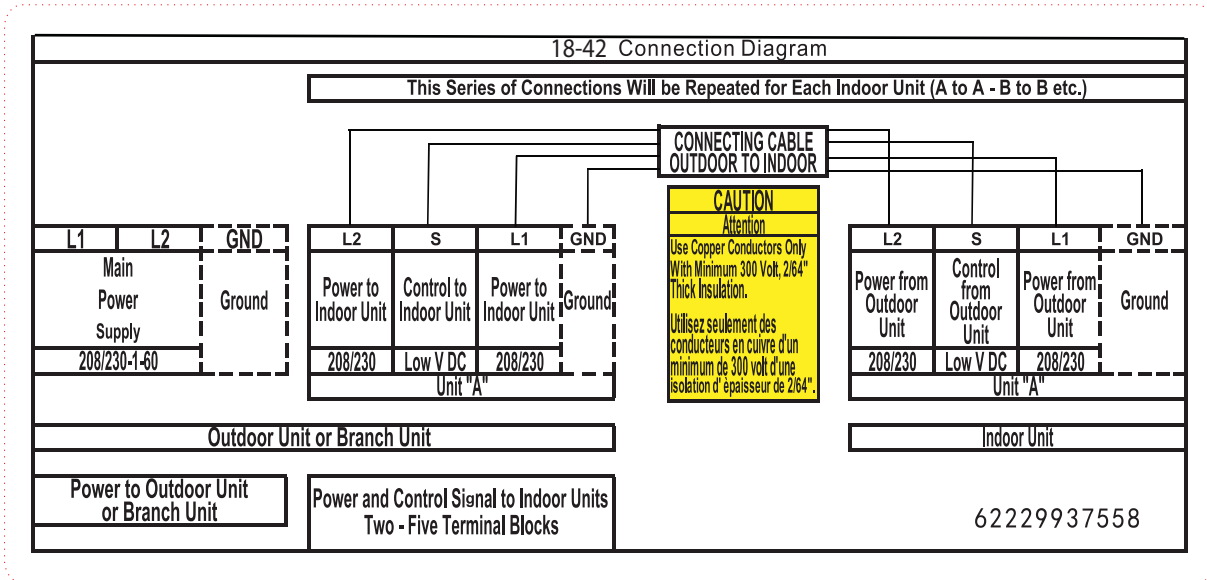 18-42 Connection Diagram
This Series of Connections Will be Repeated for Each Indoor Unit (A to A - B to B etc.)
CONNECTING CABLE
OUTDOOR TO INDOOR
L1 L2 GND
Main
Power
Supply
Ground
208/230-1-60
L2 S L1 GND
Power to
Indoor Unit
Control to
Indoor Unit
Power to
Indoor Unit
Ground
208/230 Low V DC 208/230
Unit "A"
CAUTION
Attention
Use Copper Conductors Only
With Minimum 300 Volt, 2/64"
Thick Insulation.
Utilisez seulement des
conducteurs en cuivre d'un
minimum de 300 volt d'une
isolation d' èpaisseur de 2/64".
L2 S L1 GND
Power from
Outdoor
Unit
Control
from
Outdoor
Unit
Power from
Outdoor
Unit
Ground
208/230 Low V DC 208/230
Unit "A"
Outdoor Unit or Branch Unit
Indoor Unit
Power to Outdoor Unit
or Branch Unit
Power and Control Signal to Indoor Units
Two - Five Terminal Blocks
62229937558